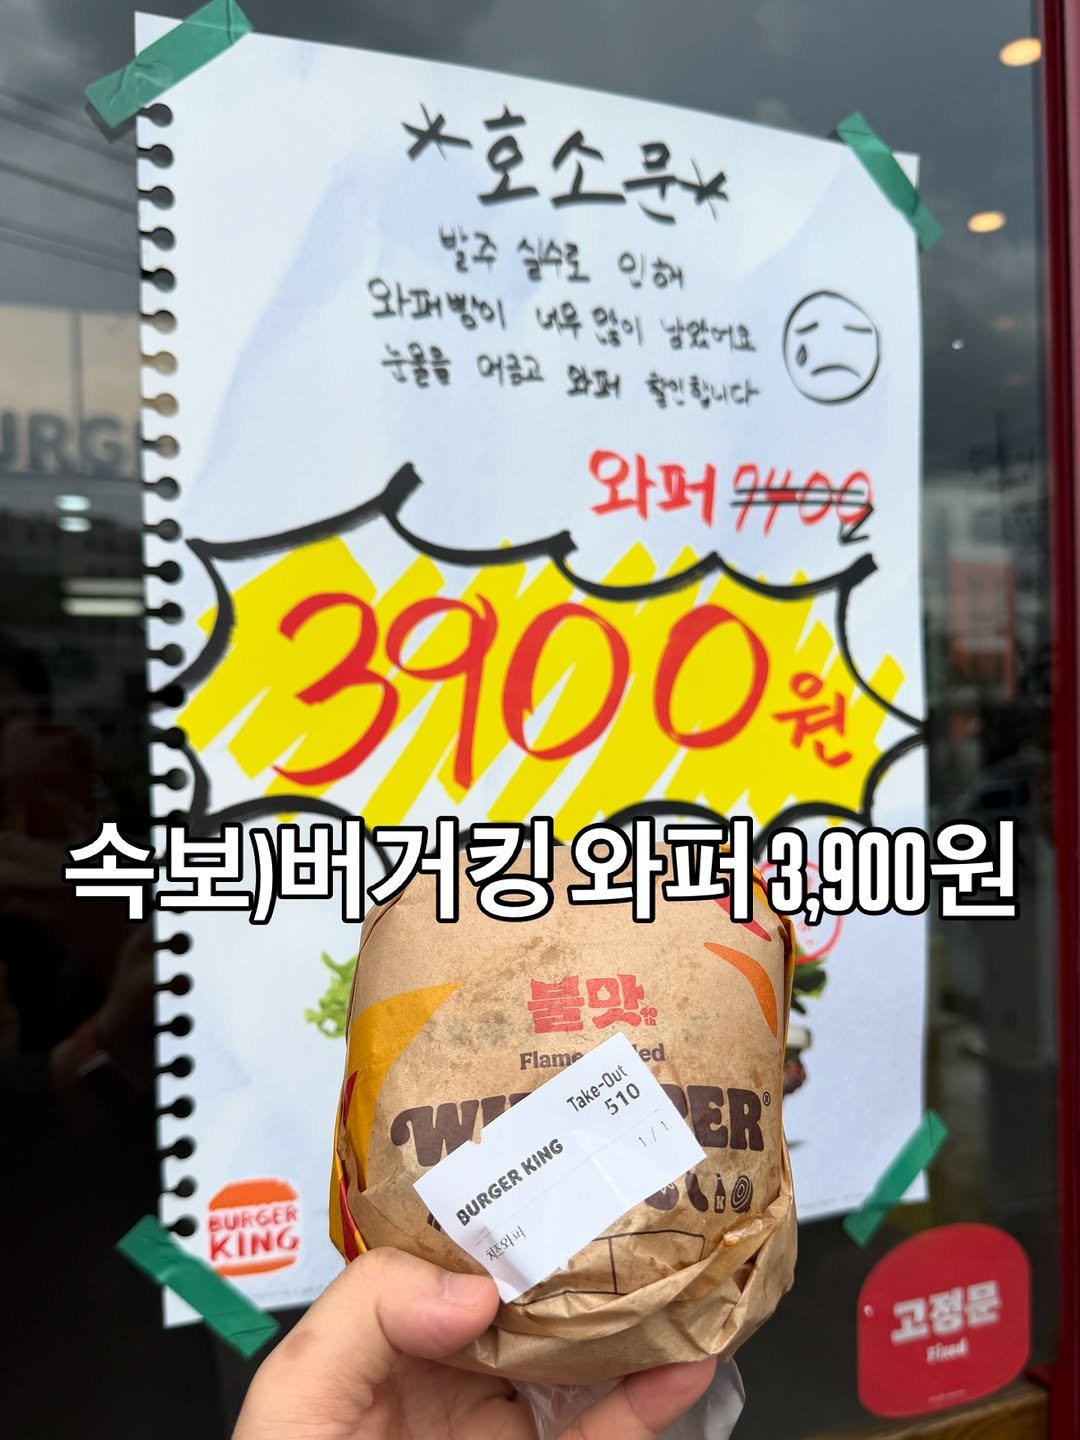 *호소문*
발주 실수로 인해
와퍼빵이 너무 많이 남았어요
눈물을 머금고 와퍼 할인합니다
와퍼 7400
3900원
속보)버거킹 와퍼 3,900원
불맛
40th
Flame
Take-Out
510
BURGER KING
1 / 1
치즈와퍼
BURGER
KING
고정문
Fixed